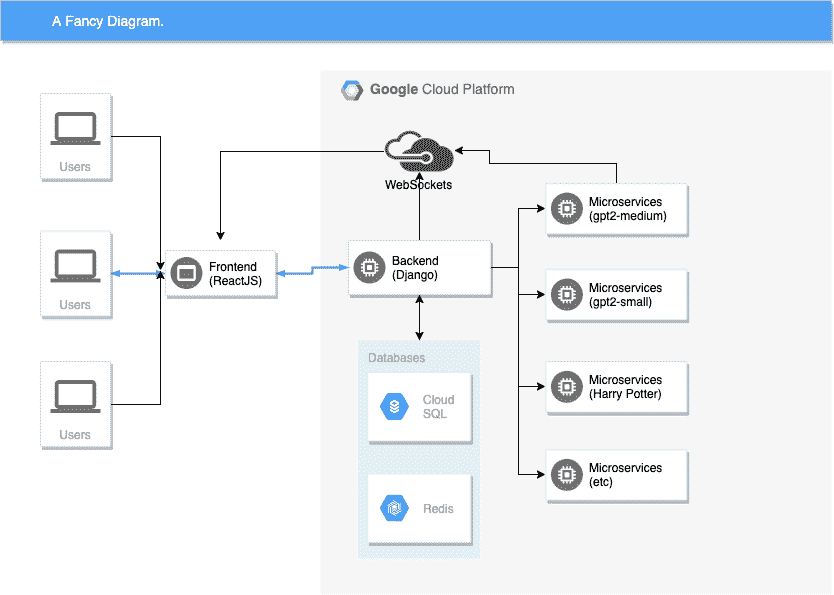 A Fancy Diagram.
Google Cloud Platform
Users
WebSockets
Microservices
(gpt2-medium)
Users
Frontend
(ReactJS)
Backend
(Django)
Microservices
(gpt2-small)
Databases
Cloud
SQL
Microservices
(Harry Potter)
Users
Redis
Microservices
(etc)